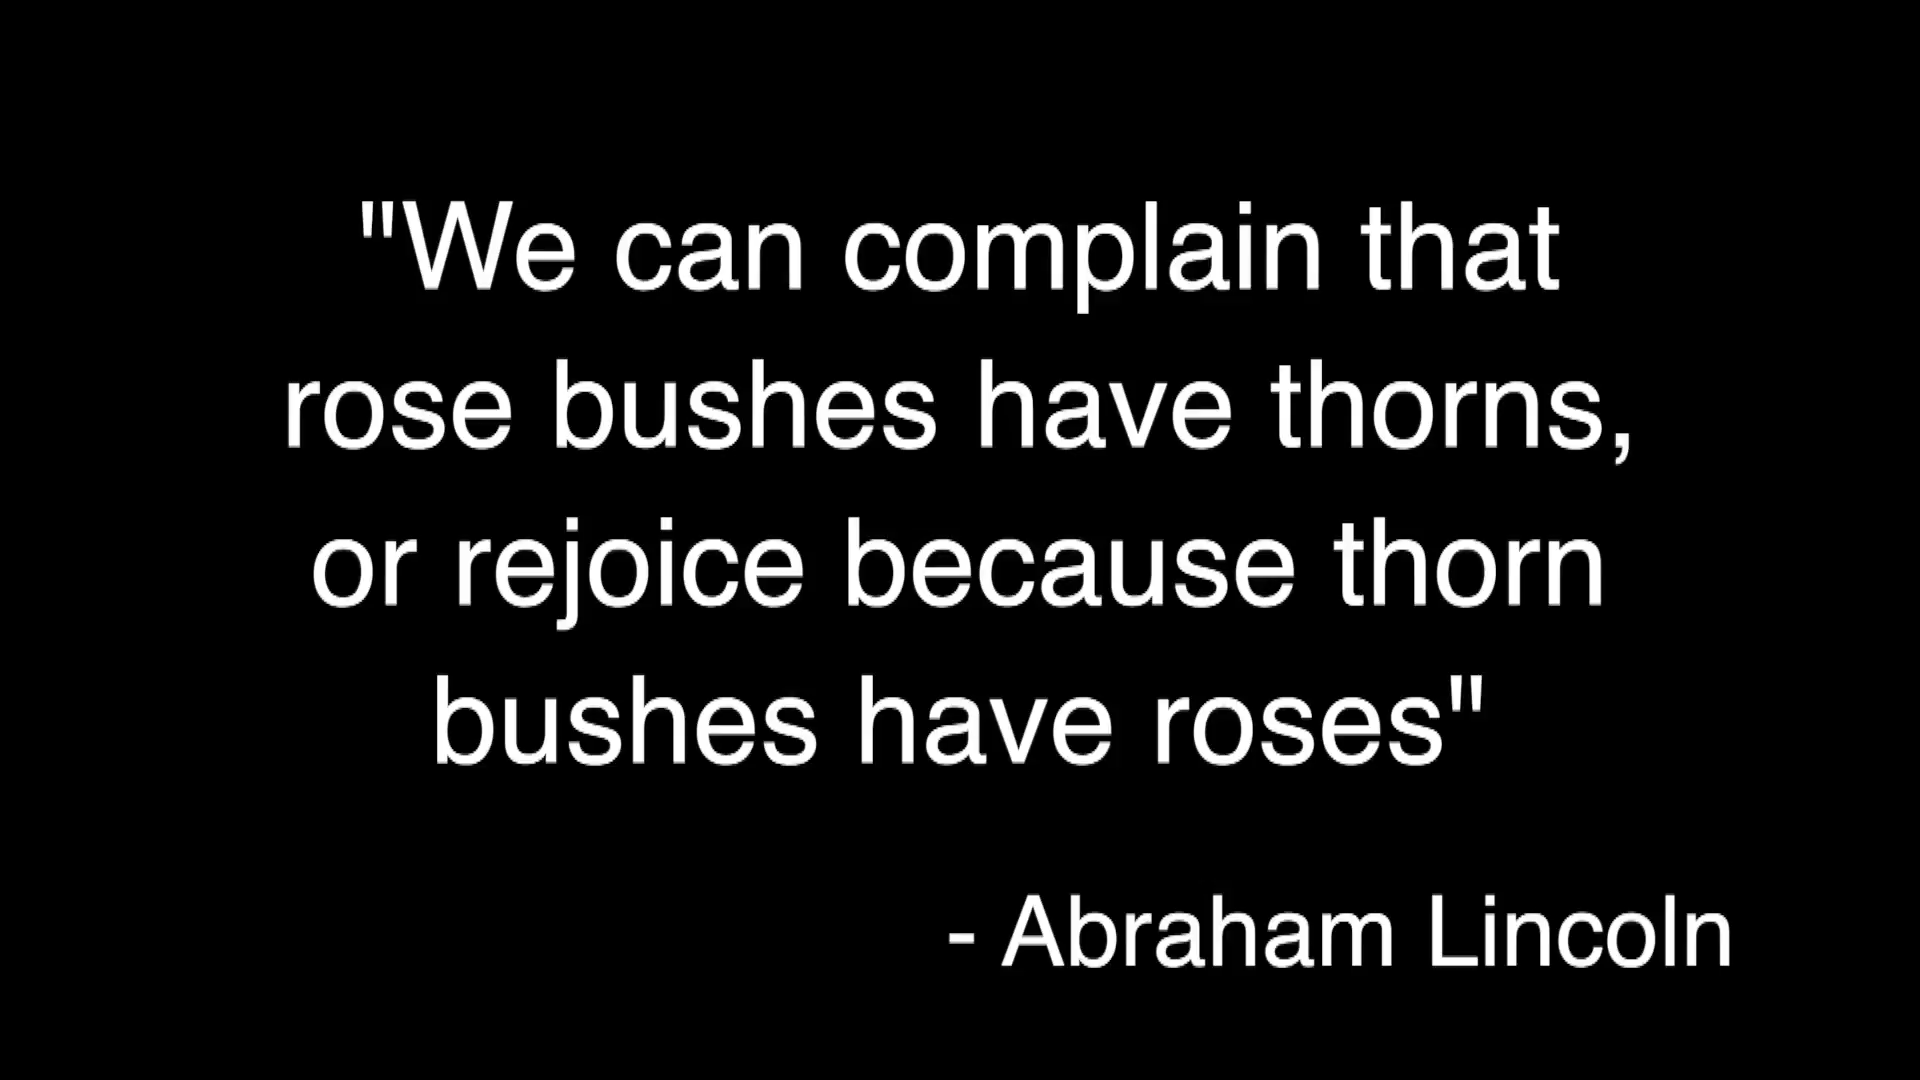 "We can complain that
rose bushes have thorns,
or rejoice because thorn
bushes have roses"
- Abraham Lincoln